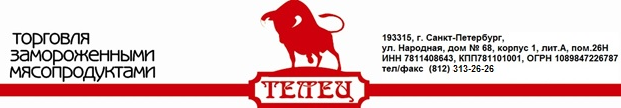 торговля
замороженными
мясопродуктами
ТЕЛЕЦ
193315, г. Санкт-Петербург,
ул. Народная, дом № 68, корпус 1, лит.А, пом.26Н
ИНН 7811408643, КПП781101001, ОГРН 1089847226787
тел/факс (812) 313-26-26